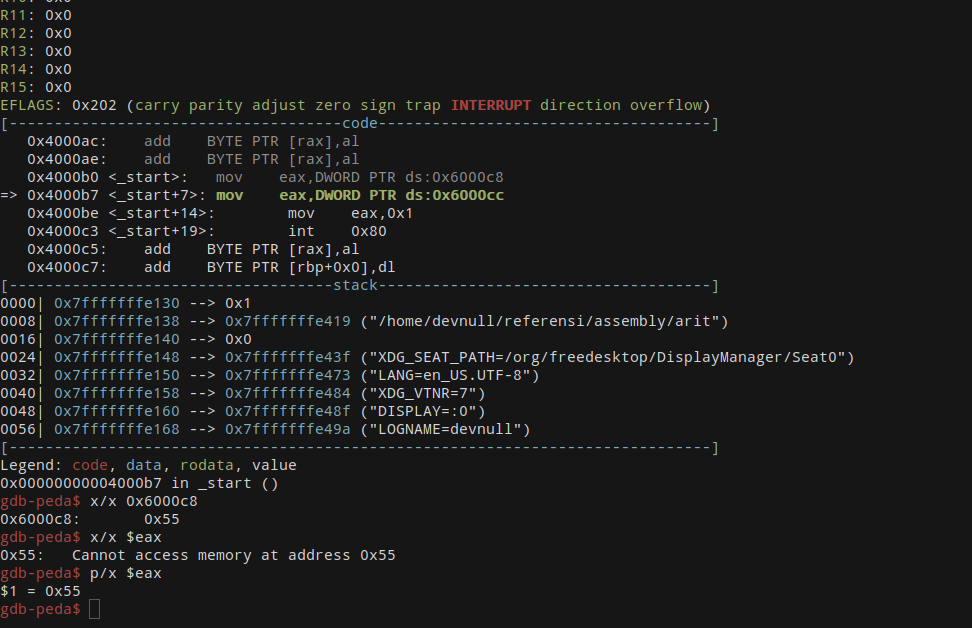 R11: 0x0
R12: 0x0
R13: 0x0
R14: 0x0
R15: 0x0
EFLAGS: 0x202 (carry parity adjust zero sign trap INTERRUPT direction overflow)
[-------------------------------------code-------------------------------------]
   0x4000ac:	add    BYTE PTR [rax],al
   0x4000ae:	add    BYTE PTR [rax],al
   0x4000b0 <_start>:	mov    eax,DWORD PTR ds:0x6000c8
=> 0x4000b7 <_start+7>:	mov    eax,DWORD PTR ds:0x6000cc
   0x4000be <_start+14>:	mov    eax,0x1
   0x4000c3 <_start+19>:	int    0x80
   0x4000c5:	add    BYTE PTR [rax],al
   0x4000c7:	add    BYTE PTR [rbp+0x0],dl
[------------------------------------stack-------------------------------------]
0000| 0x7fffffffe130 --> 0x1
0008| 0x7fffffffe138 --> 0x7fffffffe419 ("/home/devnull/referensi/assembly/arit")
0016| 0x7fffffffe140 --> 0x0
0024| 0x7fffffffe148 --> 0x7fffffffe43f ("XDG_SEAT_PATH=/org/freedesktop/DisplayManager/Seat0")
0032| 0x7fffffffe150 --> 0x7fffffffe473 ("LANG=en_US.UTF-8")
0040| 0x7fffffffe158 --> 0x7fffffffe484 ("XDG_VTNR=7")
0048| 0x7fffffffe160 --> 0x7fffffffe48f ("DISPLAY=:0")
0056| 0x7fffffffe168 --> 0x7fffffffe49a ("LOGNAME=devnull")
[------------------------------------------------------------------------------]
Legend: code, data, rodata, value
0x00000000004000b7 in _start ()
gdb-peda$ x/x 0x6000c8
0x6000c8:	0x55
gdb-peda$ x/x $eax
0x55:	Cannot access memory at address 0x55
gdb-peda$ p/x $eax
$1 = 0x55
gdb-peda$